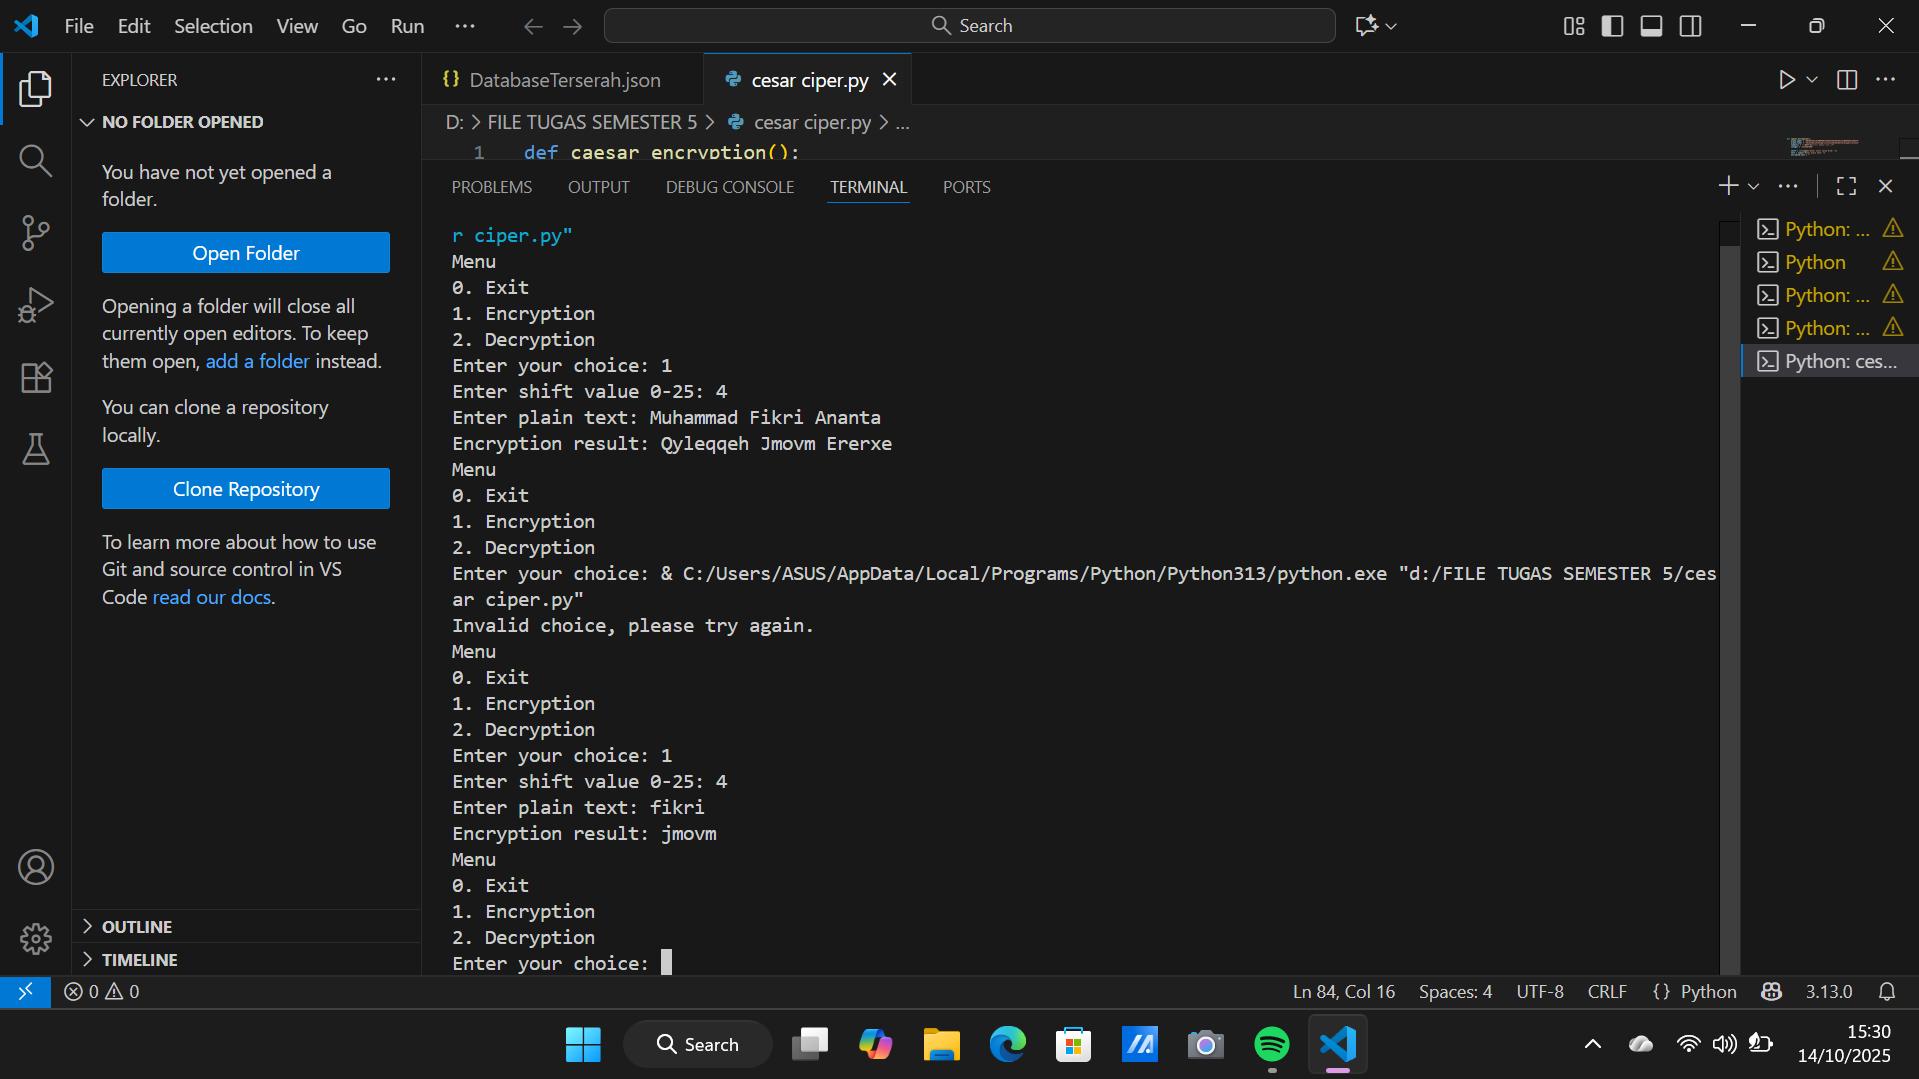 File Edit Selection View Go Run ...
Search
EXPLORER
NO FOLDER OPENED
You have not yet opened a
folder.
Open Folder
Opening a folder will close all
currently open editors. To keep
them open, add a folder instead.
You can clone a repository
locally.
Clone Repository
To learn more about how to use
Git and source control in VS
Code read our docs.
OUTLINE
TIMELINE
{} DatabaseTerserah.json
cesar ciper.py
D: > FILE TUGAS SEMESTER 5 > cesar ciper.py > ...
1 def caesar_encryption():
PROBLEMS OUTPUT DEBUG CONSOLE TERMINAL PORTS
r ciper.py"
Menu
0. Exit
1. Encryption
2. Decryption
Enter your choice: 1
Enter shift value 0-25: 4
Enter plain text: Muhammad Fikri Ananta
Encryption result: Qyleqqeh Jmovm Ererxe
Menu
0. Exit
1. Encryption
2. Decryption
Enter your choice: & C:/Users/ASUS/AppData/Local/Programs/Python/Python313/python.exe "d:/FILE TUGAS SEMESTER 5/ces
ar ciper.py"
Invalid choice, please try again.
Menu
0. Exit
1. Encryption
2. Decryption
Enter your choice: 1
Enter shift value 0-25: 4
Enter plain text: fikri
Encryption result: jmovm
Menu
0. Exit
1. Encryption
2. Decryption
Enter your choice:
Python: ...
Python
Python: ...
Python: ...
Python: ces...
0 0
Ln 84, Col 16 Spaces: 4 UTF-8 CRLF {} Python 3.13.0
Search
15:30
14/10/2025